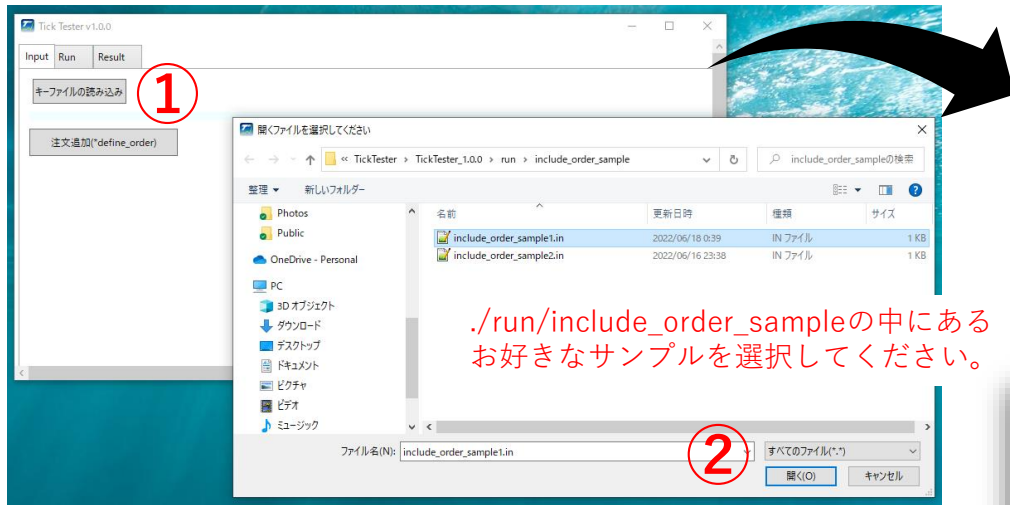 Tick Tester v1.0.0
Input Run Result
キーファイルの読み込み
①
注文追加(*define_order)
開くファイルを選択してください
« TickTester › TickTester_1.0.0 › run › include_order_sample
include_order_sampleの検索
整理 新しいフォルダー
名前 更新日時 種類 サイズ
Photos
Public
OneDrive - Personal
PC
3D オブジェクト
ダウンロード
デスクトップ
ドキュメント
ピクチャ
ビデオ
ミュージック
include_order_sample1.in 2022/06/18 0:39 IN ファイル 1 KB
include_order_sample2.in 2022/06/16 23:38 IN ファイル 1 KB
./run/include_order_sampleの中にある
お好きなサンプルを選択してください。
ファイル名(N): include_order_sample1.in
②
すべてのファイル(*.*)
開く(O) キャンセル